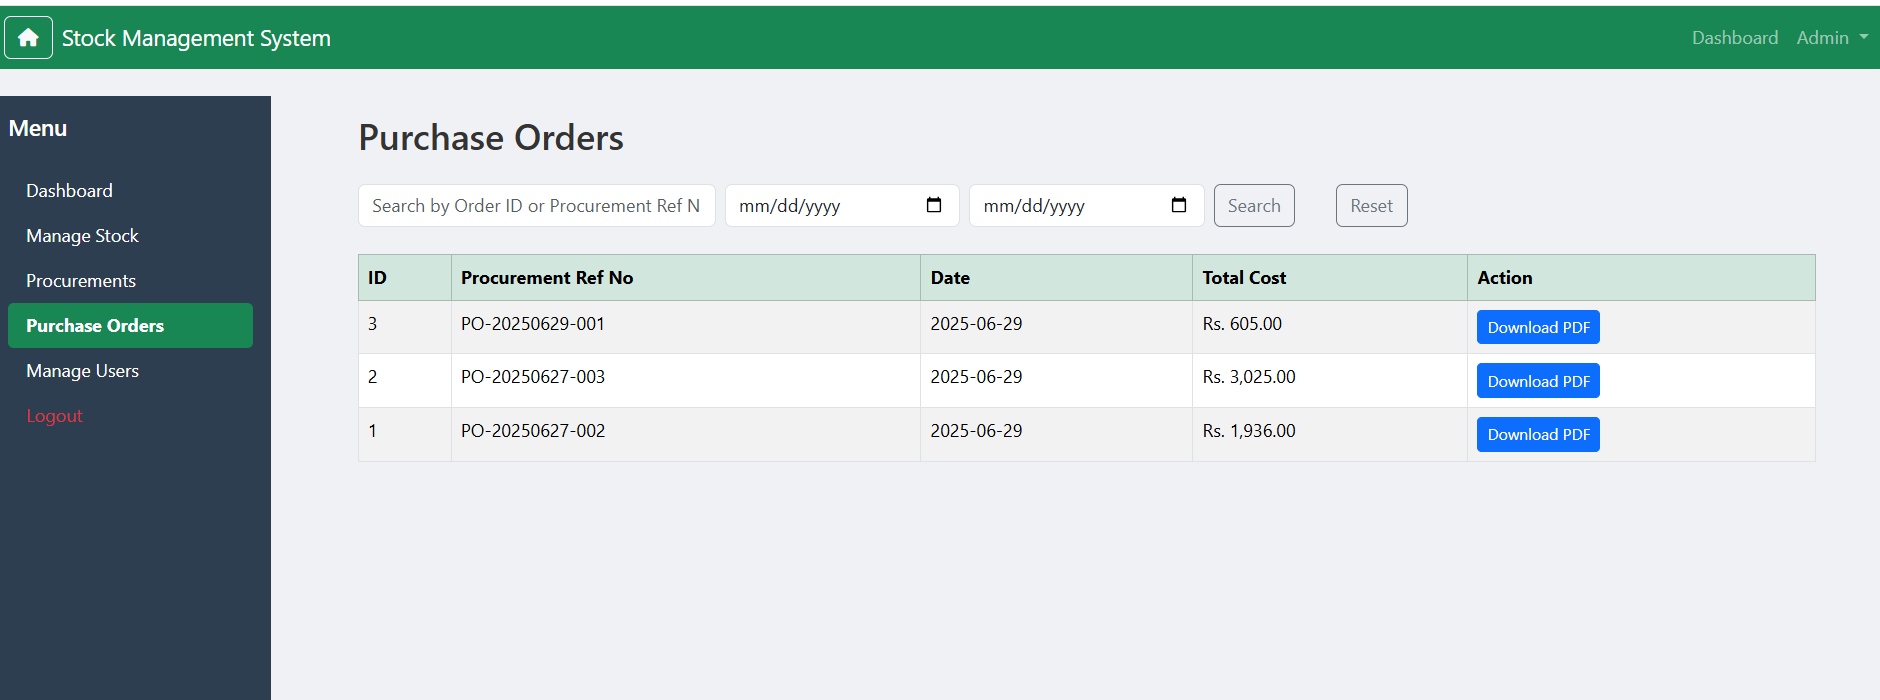 Stock Management System
Dashboard Admin
Menu
Dashboard
Manage Stock
Procurements
Purchase Orders
Manage Users
Logout
Purchase Orders
Search by Order ID or Procurement Ref N mm/dd/yyyy mm/dd/yyyy Search Reset
ID Procurement Ref No Date Total Cost Action
3 PO-20250629-001 2025-06-29 Rs. 605.00 Download PDF
2 PO-20250627-003 2025-06-29 Rs. 3,025.00 Download PDF
1 PO-20250627-002 2025-06-29 Rs. 1,936.00 Download PDF